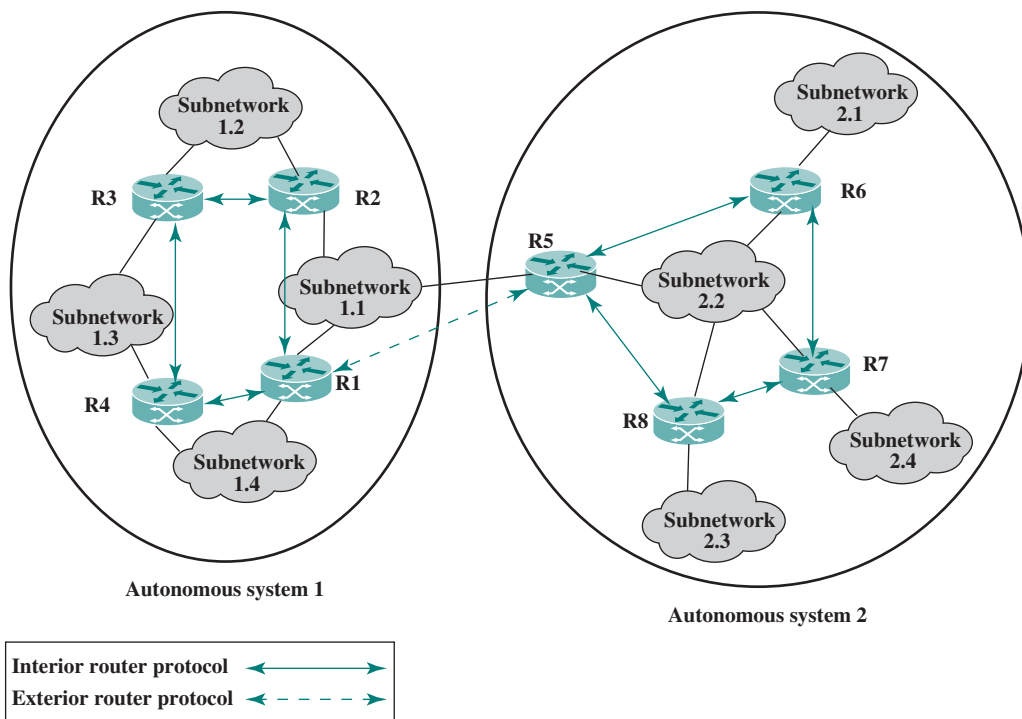 Subnetwork
1.2
R3
R2
Subnetwork
1.1
Subnetwork
1.3
R4
R1
Subnetwork
1.4
Autonomous system 1
Subnetwork
2.1
R6
R5
Subnetwork
2.2
R7
R8
Subnetwork
2.4
Subnetwork
2.3
Autonomous system 2
Interior router protocol
Exterior router protocol